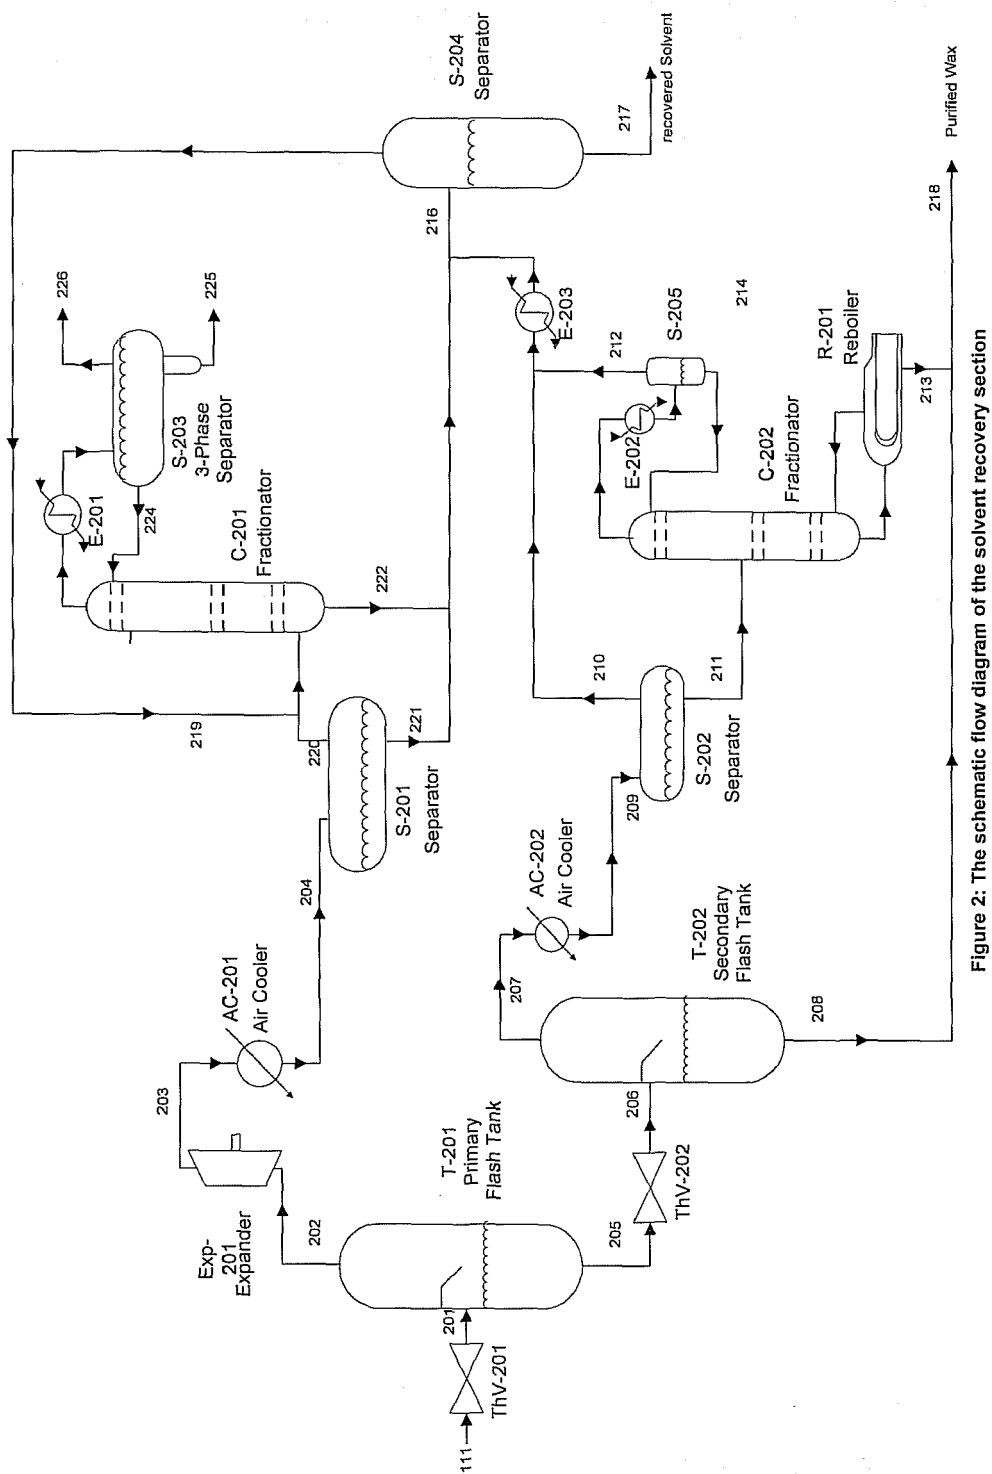 111
ThV-201
201
T-201
Primary
Flash Tank
202
Exp-
201
Expander
203
AC-201
Air Cooler
204
S-201
Separator
220
221
219
C-201
Fractionator
222
E-201
224
S-203
3-Phase
Separator
226
225
S-204
Separator
216
217
recovered Solvent
205
ThV-202
206
T-202
Secondary
Flash Tank
207
208
AC-202
Air Cooler
209
S-202
Separator
210
211
C-202
Fractionator
E-202
S-205
212
E-203
214
R-201
Reboiler
213
218
Purified Wax
Figure 2: The schematic flow diagram of the solvent recovery section